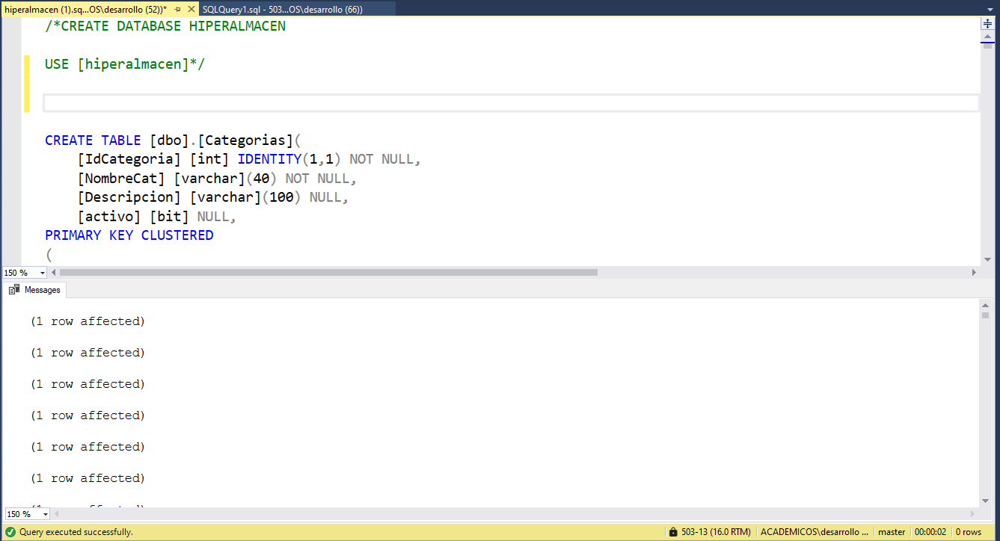 hiperalmacen (1).sq...OS\desarrollo (52))*
SQLQuery1.sql - 503...OS\desarrollo (66))
/*CREATE DATABASE HIPERALMACEN
USE [hiperalmacen]*/
CREATE TABLE [dbo].[Categorias](
[IdCategoria] [int] IDENTITY(1,1) NOT NULL,
[NombreCat] [varchar](40) NOT NULL,
[Descripcion] [varchar](100) NULL,
[activo] [bit] NULL,
PRIMARY KEY CLUSTERED
(
150 %
Messages
(1 row affected)
(1 row affected)
(1 row affected)
(1 row affected)
(1 row affected)
(1 row affected)
150 %
Query executed successfully.
503-13 (16.0 RTM)
ACADEMICOS\desarrollo ...
master
00:00:02
0 rows